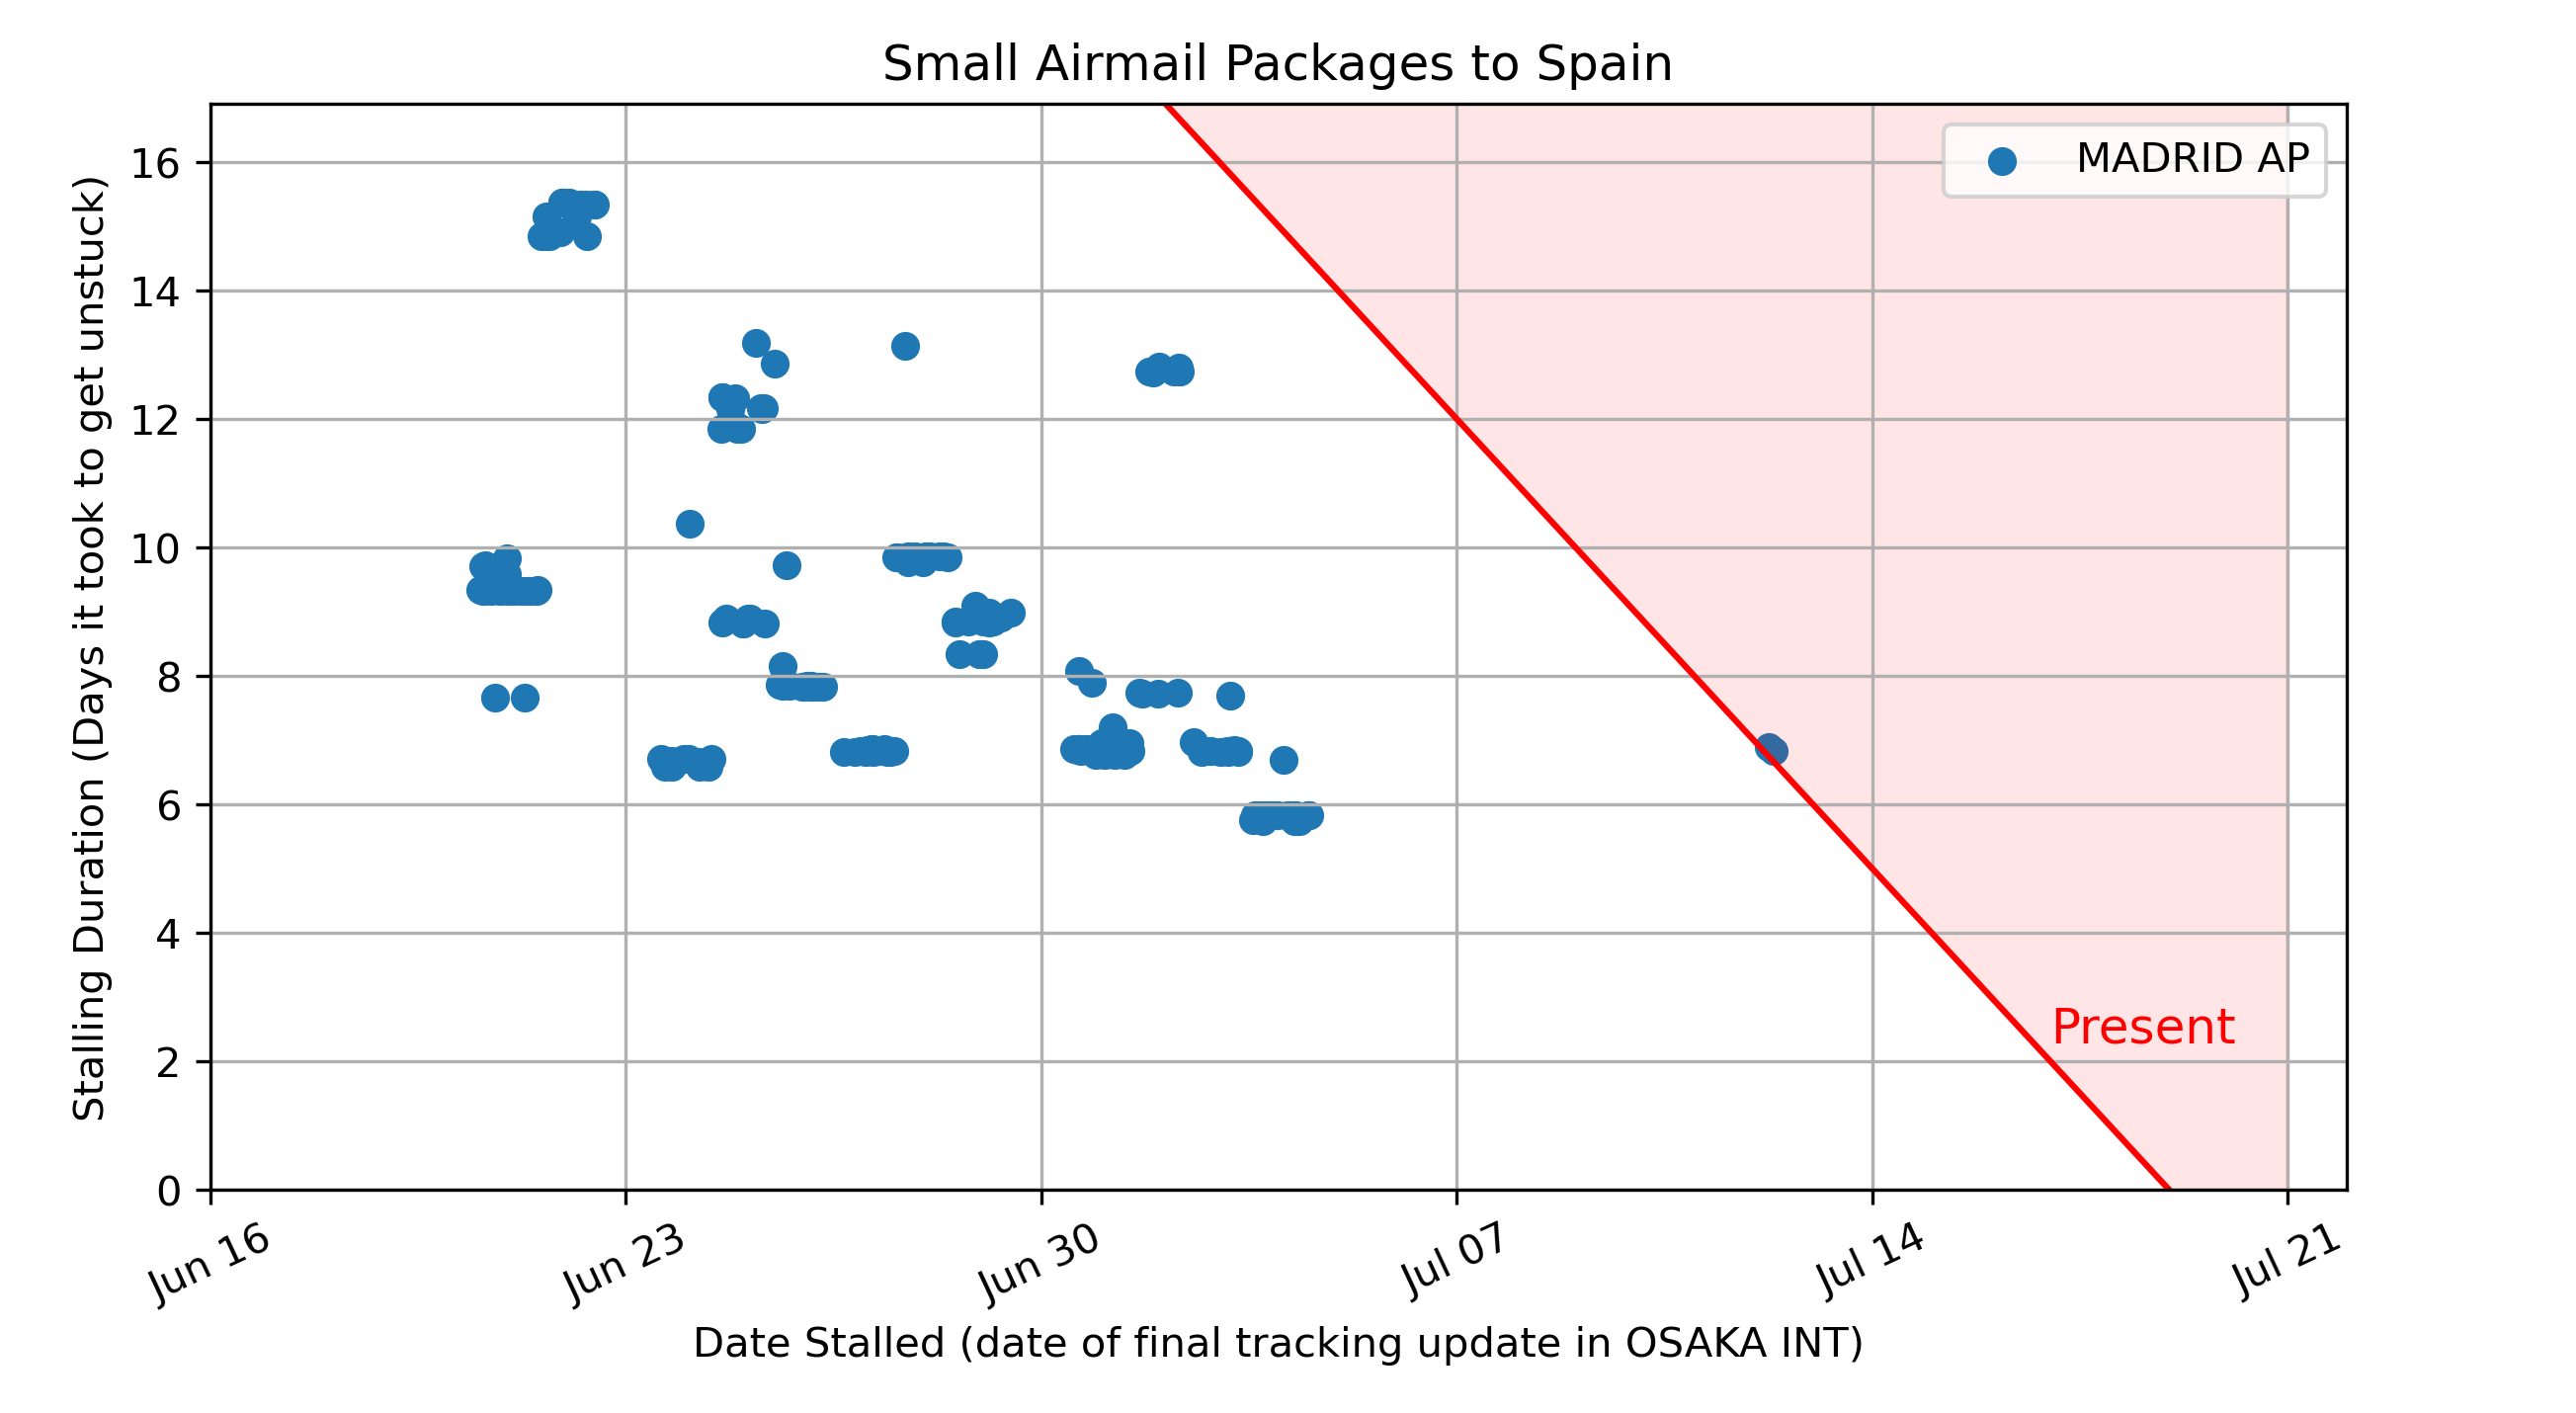 Small Airmail Packages to Spain
MADRID AP
16
14
12
10
8
6
4
2
0
Stalling Duration (Days it took to get unstuck)
Present
Jun 16
Jun 23
Jun 30
Jul 07
Jul 14
Jul 21
Date Stalled (date of final tracking update in OSAKA INT)